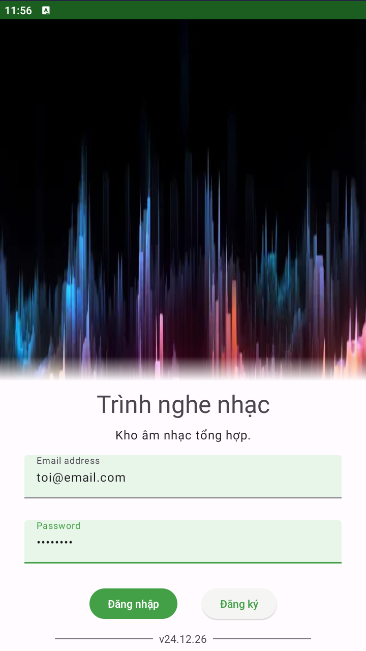 11:56
Trình nghe nhạc
Kho âm nhạc tổng hợp.
Email address
toi@email.com
Password
••••••••
Đăng nhập
Đăng ký
v24.12.26